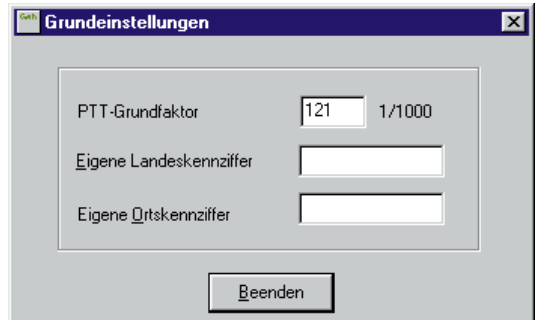 Grundeinstellungen
PTT-Grundfaktor 121 1/1000
Eigene Landeskennziffer
Eigene Ortskennziffer
Beenden